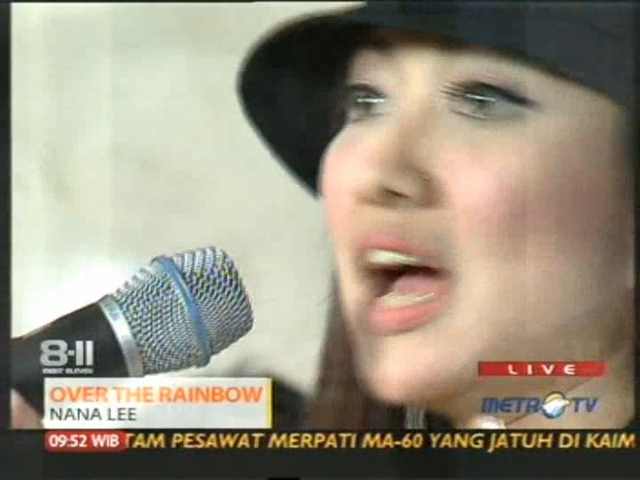 8-11
EIGHT ELEVEN
OVER THE RAINBOW
NANA LEE
LIVE
METRO TV
09:52 WIB
TAM PESAWAT MERPATI MA-60 YANG JATUH DI KAIM